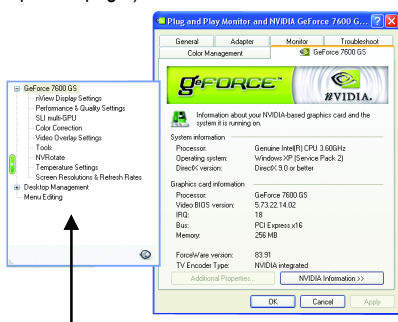 Plug and Play Monitor and NVIDIA GeForce 7600 G...
General Adapter Monitor Troubleshoot
Color Management GeForce 7600 GS
GeFORCE™
NVIDIA.
Information about your NVIDIA-based graphics card and the
system it is running on.
System information
Processor: Genuine Intel(R) CPU 3.60GHz
Operating system: Windows XP (Service Pack 2)
DirectX version: DirectX 9.0 or better
Graphics card information
Processor: GeForce 7600 GS
Video BIOS version: 5.73.22.14.02
IRQ: 18
Bus: PCI Express x16
Memory: 256 MB
ForceWare version: 83.91
TV Encoder Type: NVIDIA integrated
Additional Properties... NVIDIA Information >>
OK Cancel Apply
GeForce 7600 GS
nView Display Settings
Performance & Quality Settings
SLI multi-GPU
Color Correction
Video Overlay Settings
Tools
NVRotate
Temperature Settings
Screen Resolutions & Refresh Rates
Desktop Management
Menu Editing